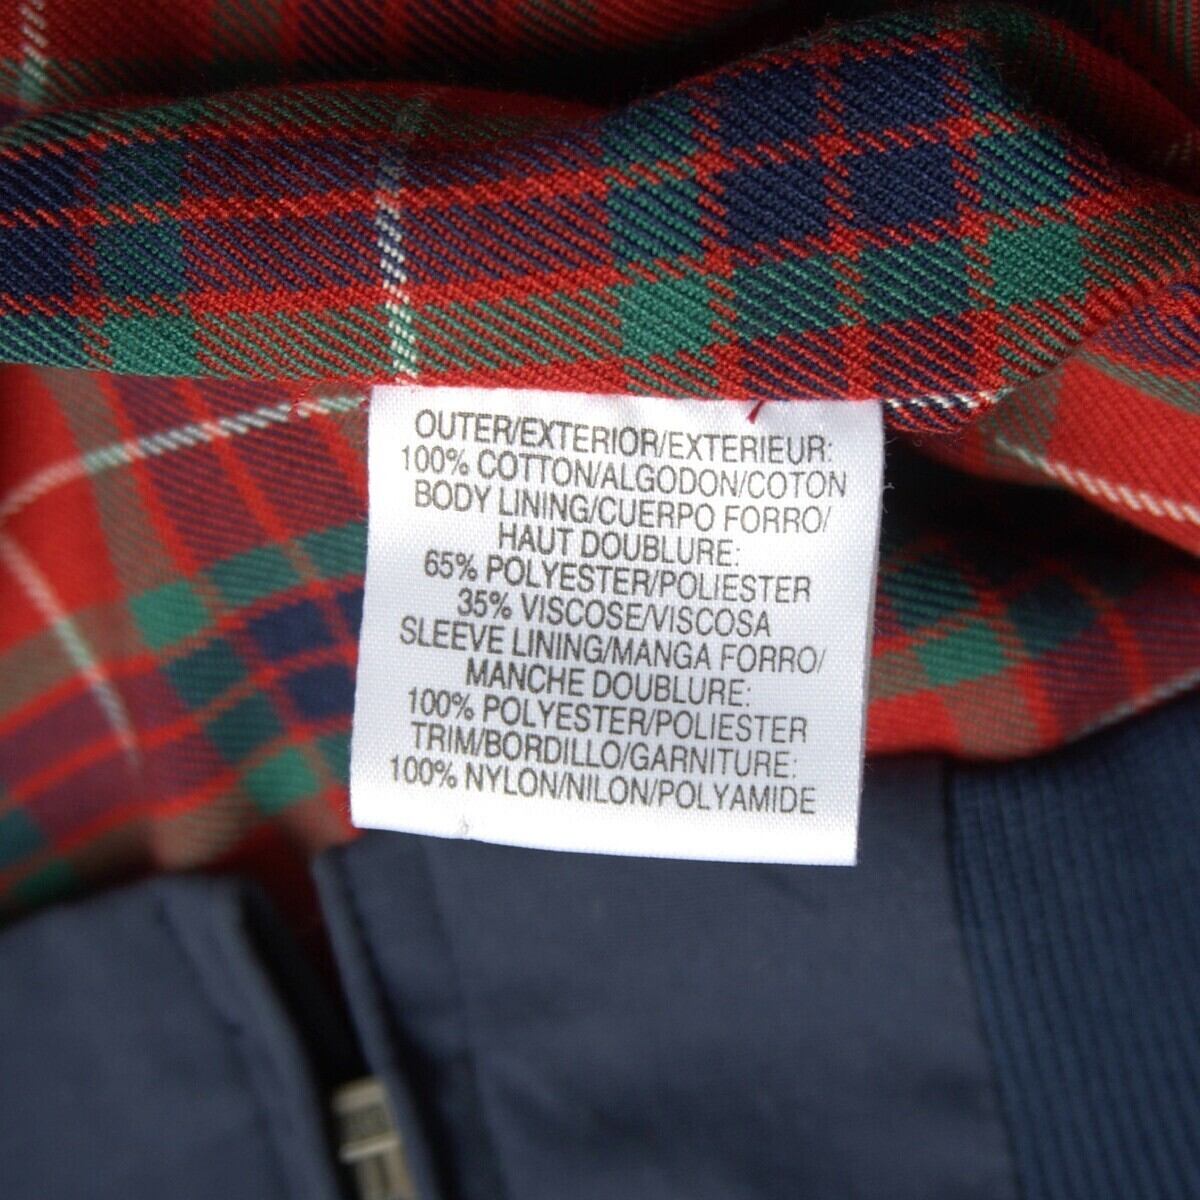 OUTER/EXTERIOR/EXTERIEUR:
100% COTTON/ALGODON/COTON
BODY LINING/CUERPO FORRO/
HAUT DOUBLURE:
65% POLYESTER/POLIESTER
35% VISCOSE/VISCOSA
SLEEVE LINING/MANGA FORRO/
MANCHE DOUBLURE:
100% POLYESTER/POLIESTER
TRIM/BORDILLO/GARNITURE:
100% NYLON/NILON/POLYAMIDE